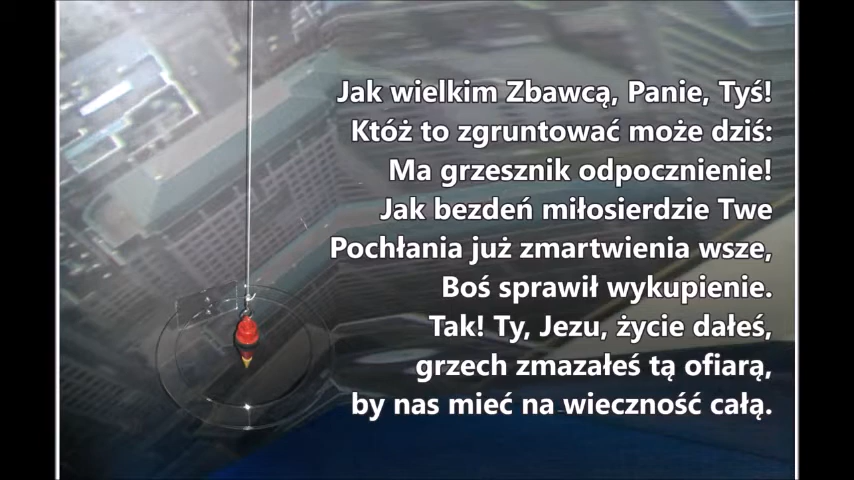 Jak wielkim Zbawcą, Panie, Tyś!
Któż to zgruntować może dziś:
Ma grzesznik odpocznienie!
Jak bezdeń miłosierdzie Twe
Pochłania już zmartwienia wsze,
Boś sprawił wykupienie.
Tak! Ty, Jezu, życie dałeś,
grzech zmazałeś tą ofiarą,
by nas mieć na wieczność całą.